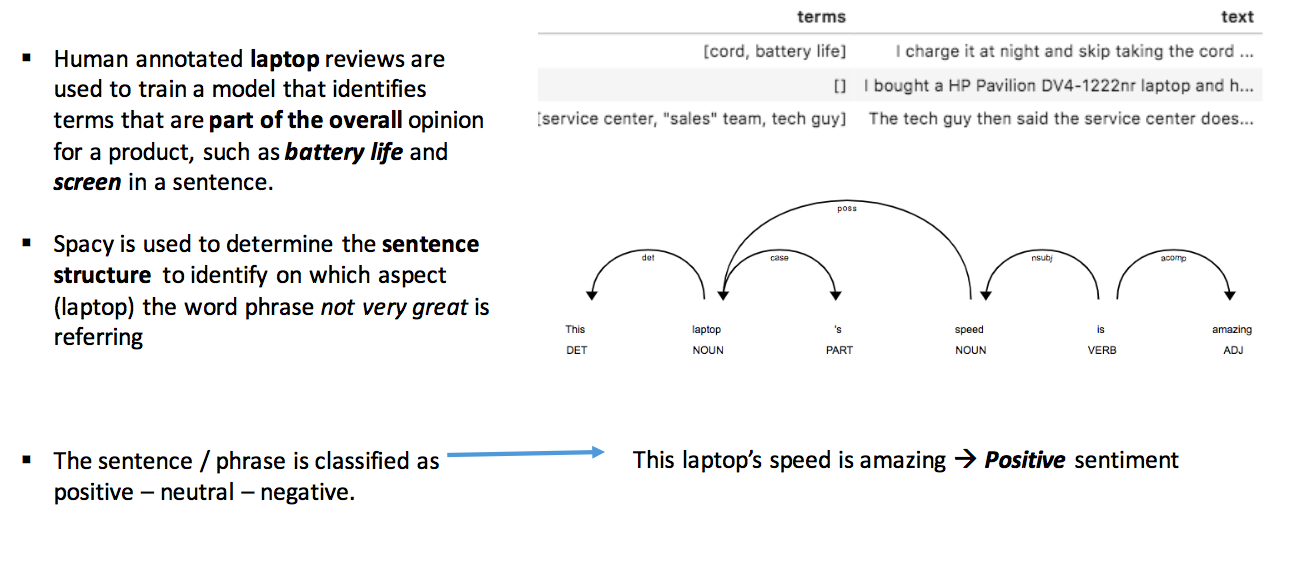 terms text
[cord, battery life] I charge it at night and skip taking the cord ...
[] I bought a HP Pavilion DV4-1222nr laptop and h...
[service center, "sales" team, tech guy] The tech guy then said the service center does...
▪ Human annotated laptop reviews are
used to train a model that identifies
terms that are part of the overall opinion
for a product, such as battery life and
screen in a sentence.
▪ Spacy is used to determine the sentence
structure to identify on which aspect
(laptop) the word phrase not very great is
referring
poss
det case nsubj acomp
This laptop 's speed is amazing
DET NOUN PART NOUN VERB ADJ
▪ The sentence / phrase is classified as
positive – neutral – negative.
This laptop’s speed is amazing → Positive sentiment